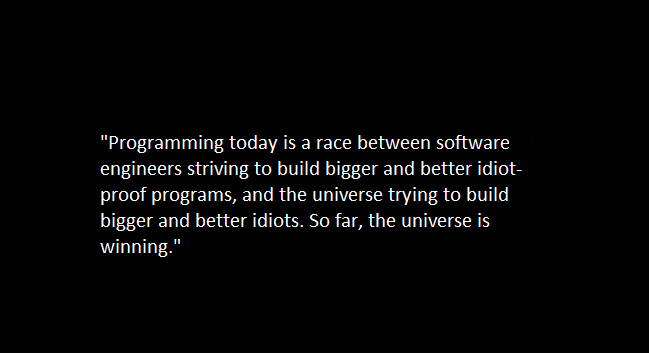 "Programming today is a race between software
engineers striving to build bigger and better idiot-
proof programs, and the universe trying to build
bigger and better idiots. So far, the universe is
winning."